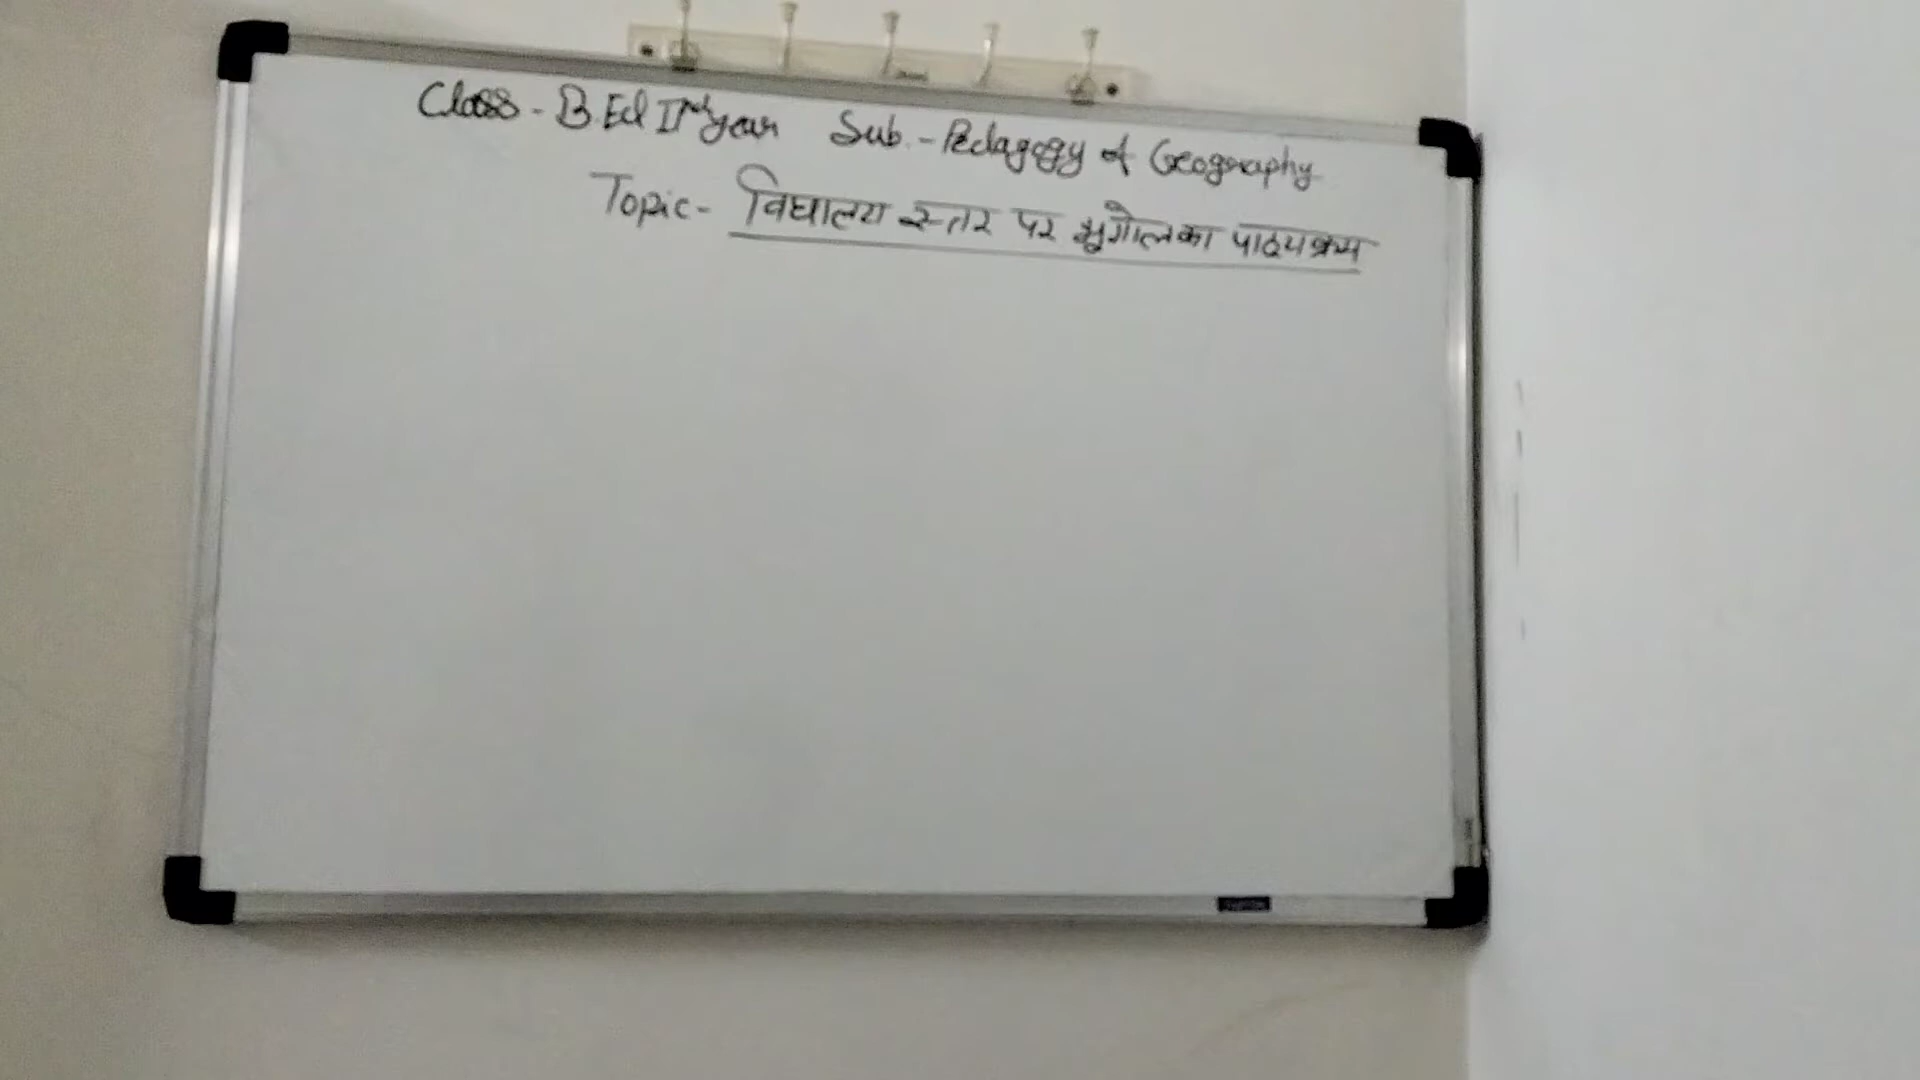 Class - B.Ed IInd year Sub. - Pedagogy of Geography
Topic - विद्यालय स्तर पर भूगोल का पाठ्यक्रम